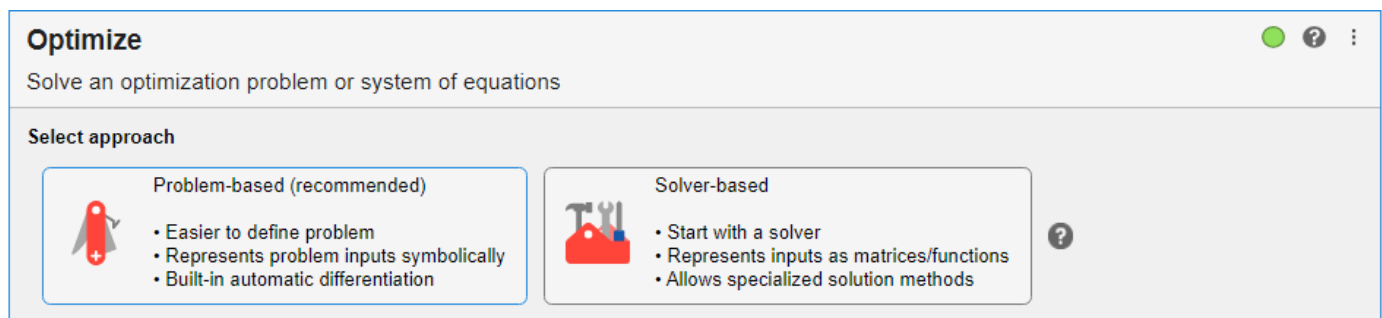 Optimize
Solve an optimization problem or system of equations
Select approach
Problem-based (recommended)
• Easier to define problem
• Represents problem inputs symbolically
• Built-in automatic differentiation
Solver-based
• Start with a solver
• Represents inputs as matrices/functions
• Allows specialized solution methods